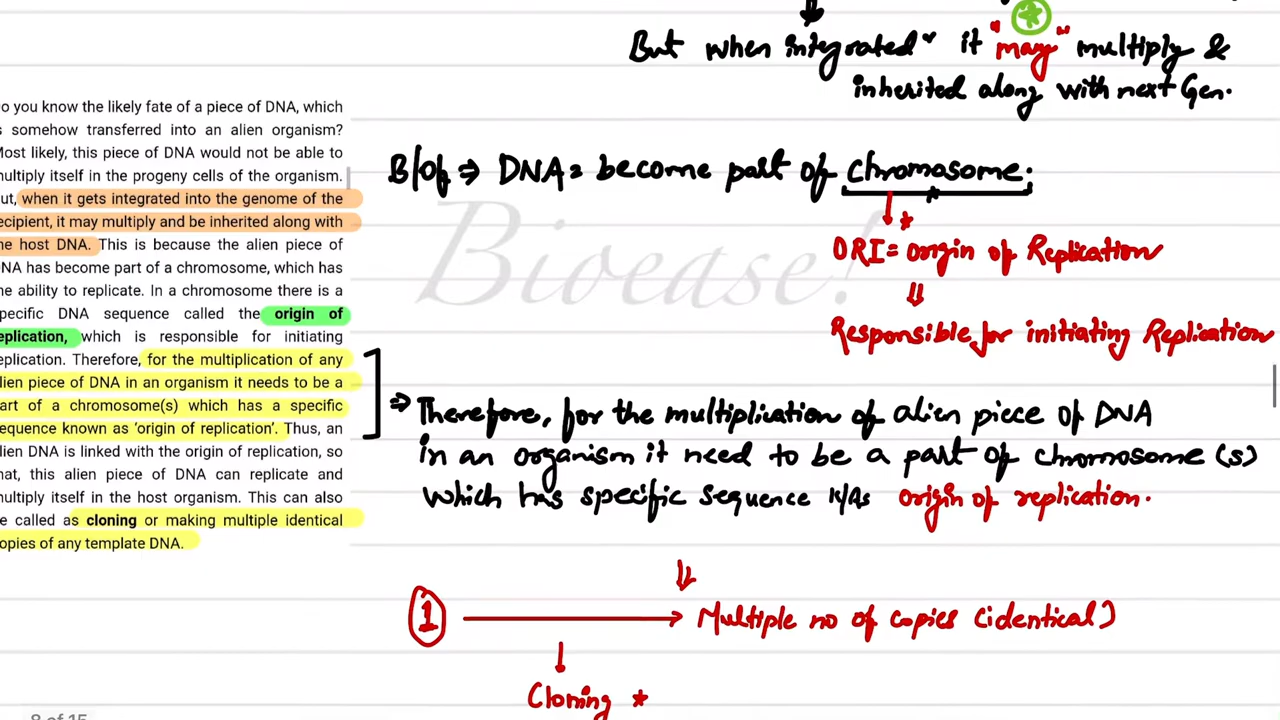 But when integrated it "may" multiply &
inherited along with next Gen.
o you know the likely fate of a piece of DNA, which
s somehow transferred into an alien organism?
Most likely, this piece of DNA would not be able to
multiply itself in the progeny cells of the organism.
ut, when it gets integrated into the genome of the
ecipient, it may multiply and be inherited along with
he host DNA. This is because the alien piece of
DNA has become part of a chromosome, which has
he ability to replicate. In a chromosome there is a
pecific DNA sequence called the origin of
eplication, which is responsible for initiating
eplication. Therefore, for the multiplication of any
lien piece of DNA in an organism it needs to be a
art of a chromosome(s) which has a specific
equence known as 'origin of replication'. Thus, an
lien DNA is linked with the origin of replication, so
hat, this alien piece of DNA can replicate and
multiply itself in the host organism. This can also
e called as cloning or making multiple identical
opies of any template DNA.
B/Of ⇒ DNA = become part of chromosome.
ORI = origin of Replication
⇓
Responsible for initiating Replication
Bioease!
⇒ Therefore, for the multiplication of alien piece of DNA
in an organism it need to be a part of chromosome (s)
which has specific sequence K/As origin of replication.
⇓
1 → Multiple no of copies (identical)
↓
Cloning *
8 of 15